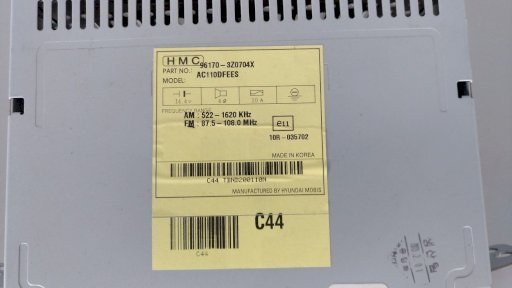 HMC 96170-3Z0704X
PART NO.:
MODEL: AC110DFEES
14.4V 4Ω 10A
FREQUENCY RANGE
AM : 522-1620 KHz
FM : 87.5-108.0 MHz
e11
10R-035702
MADE IN KOREA
C44
MANUFACTURED BY HYUNDAI MOBIS
C44
C44